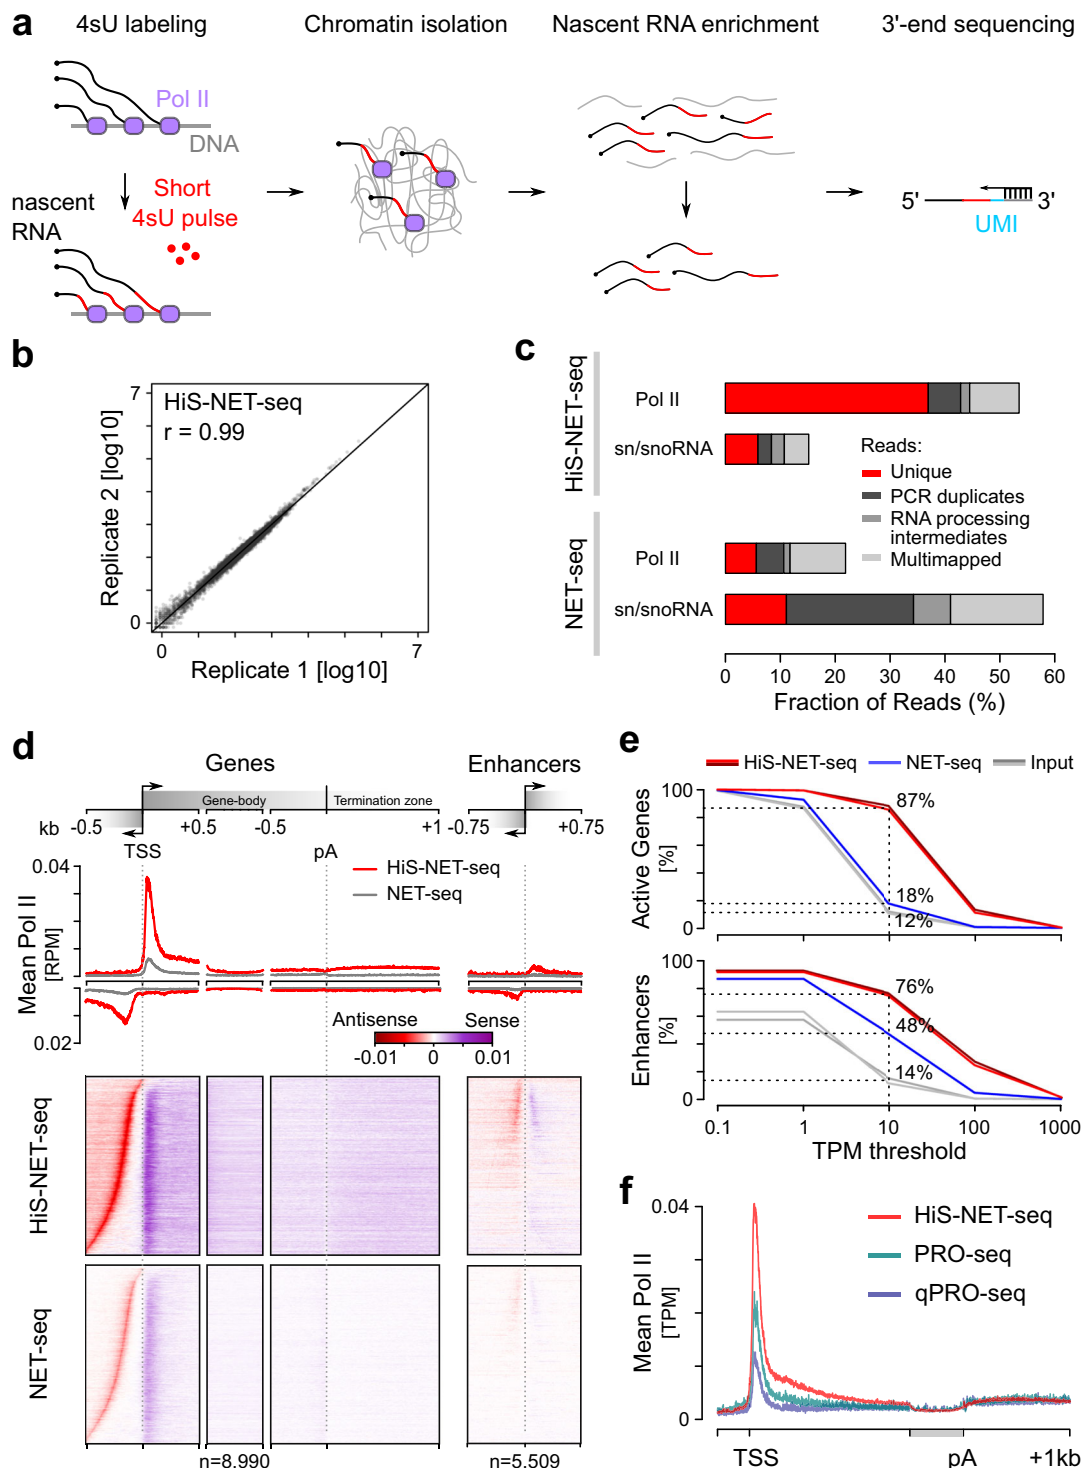 a
4sU labeling
Chromatin isolation
Nascent RNA enrichment
3'-end sequencing
Pol II
DNA
nascent
RNA
Short
4sU pulse
5'
3'
UMI
b
7
HiS-NET-seq
r = 0.99
Replicate 2 [log10]
0
0
7
Replicate 1 [log10]
c
HiS-NET-seq
Pol II
sn/snoRNA
NET-seq
Pol II
sn/snoRNA
Reads:
Unique
PCR duplicates
RNA processing
intermediates
Multimapped
0 10 20 30 40 50 60
Fraction of Reads (%)
d
Genes
Enhancers
Gene-body
Termination zone
kb
-0.5
+0.5
-0.5
+1
-0.75
+0.75
TSS
pA
0.04
HiS-NET-seq
NET-seq
Mean Pol II
[RPM]
0.02
Antisense
Sense
-0.01 0 0.01
HiS-NET-seq
NET-seq
n=8.990
n=5.509
e
HiS-NET-seq
NET-seq
Input
100
87%
Active Genes
[%]
18%
12%
0
100
76%
Enhancers
[%]
48%
14%
0
0.1 1 10 100 1000
TPM threshold
f
0.04
HiS-NET-seq
PRO-seq
qPRO-seq
Mean Pol II
[TPM]
0
TSS
pA
+1kb